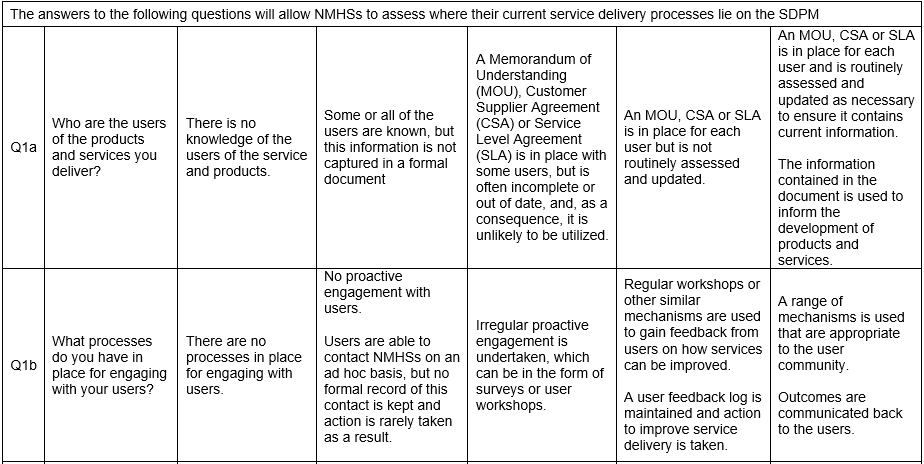 The answers to the following questions will allow NMHSs to assess where their current service delivery processes lie on the SDPM
Q1a
Who are the users
of the products
and services you
deliver?
There is no
knowledge of the
users of the service
and products.
Some or all of the
users are known, but
this information is not
captured in a formal
document
A Memorandum of
Understanding
(MOU), Customer
Supplier Agreement
(CSA) or Service
Level Agreement
(SLA) is in place with
some users, but is
often incomplete or
out of date, and, as a
consequence, it is
unlikely to be utilized.
An MOU, CSA or SLA
is in place for each
user but is not
routinely assessed
and updated.
An MOU, CSA or SLA
is in place for each
user and is routinely
assessed and
updated as necessary
to ensure it contains
current information.
The information
contained in the
document is used to
inform the
development of
products and
services.
Q1b
What processes
do you have in
place for engaging
with your users?
There are no
processes in place
for engaging with
users.
No proactive
engagement with
users.
Users are able to
contact NMHSs on an
ad hoc basis, but no
formal record of this
contact is kept and
action is rarely taken
as a result.
Irregular proactive
engagement is
undertaken, which
can be in the form of
surveys or user
workshops.
Regular workshops or
other similar
mechanisms are used
to gain feedback from
users on how services
can be improved.
A user feedback log is
maintained and action
to improve service
delivery is taken.
A range of
mechanisms is used
that are appropriate
to the user
community.
Outcomes are
communicated back
to the users.